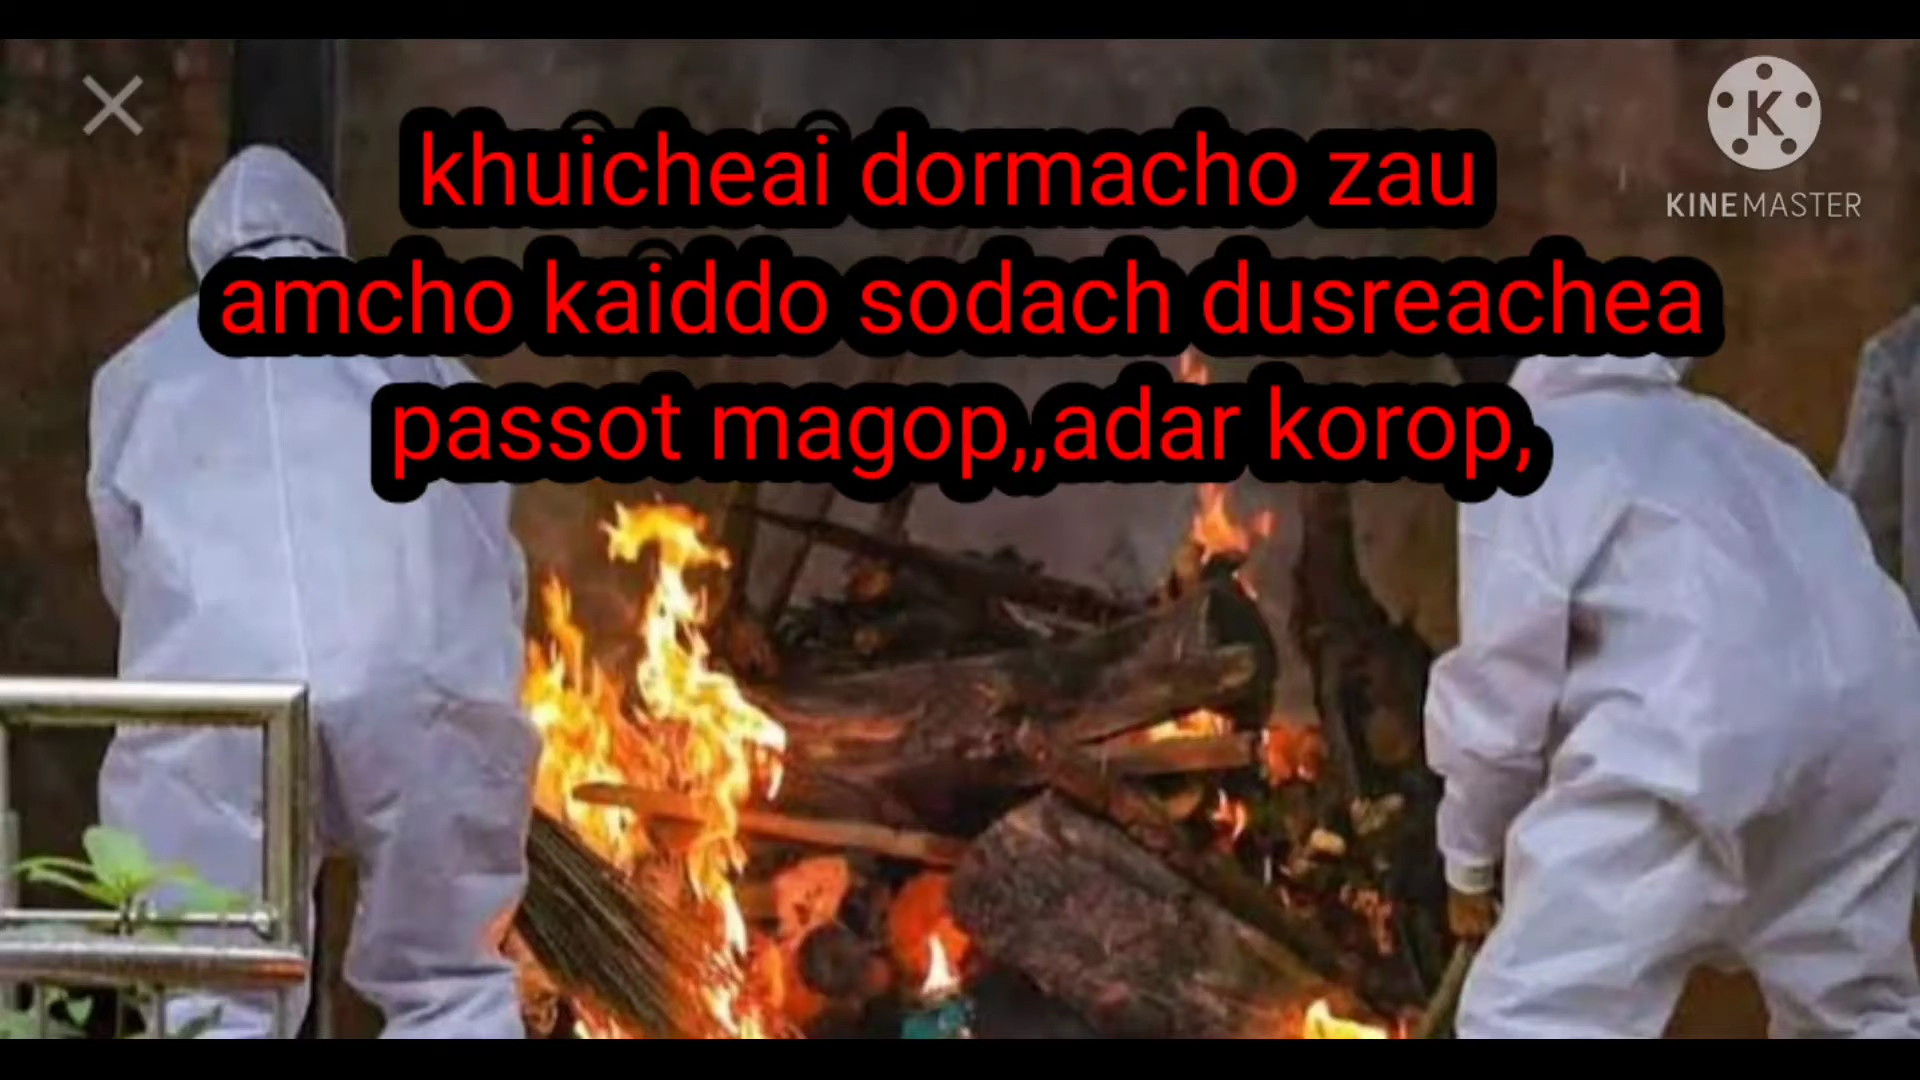 khuicheai dormacho zau
amcho kaiddo sodach dusreachea
passot magop,,adar korop,
K
KINEMASTER